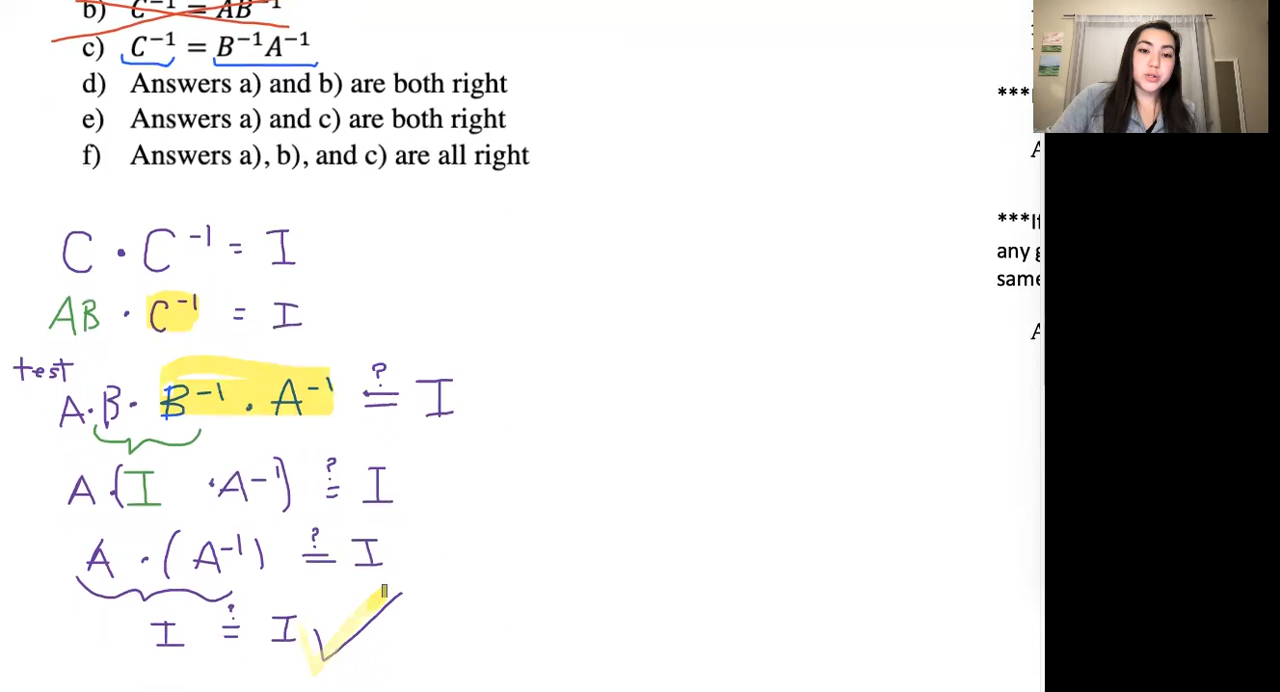 b) C⁻¹ = AB⁻¹
c) C⁻¹ = B⁻¹A⁻¹
d) Answers a) and b) are both right
e) Answers a) and c) are both right
f) Answers a), b), and c) are all right
C · C⁻¹ = I
AB · C⁻¹ = I
test
A·B· B⁻¹ · A⁻¹ ≟ I
A (I · A⁻¹) ≟ I
A · (A⁻¹) ≟ I
I ≟ I ✓
***
***If
any
same